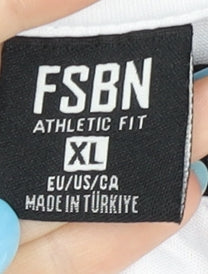 FSBN
ATHLETIC FIT
XL
EU/US/CA
MADE IN TÜRKIYE